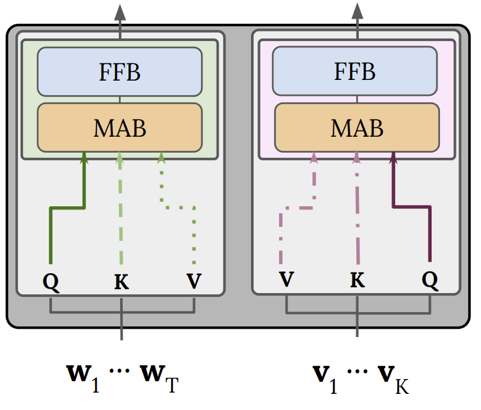 FFB FFB
MAB MAB
Q K V V K Q
w1 ··· wT v1 ··· vK